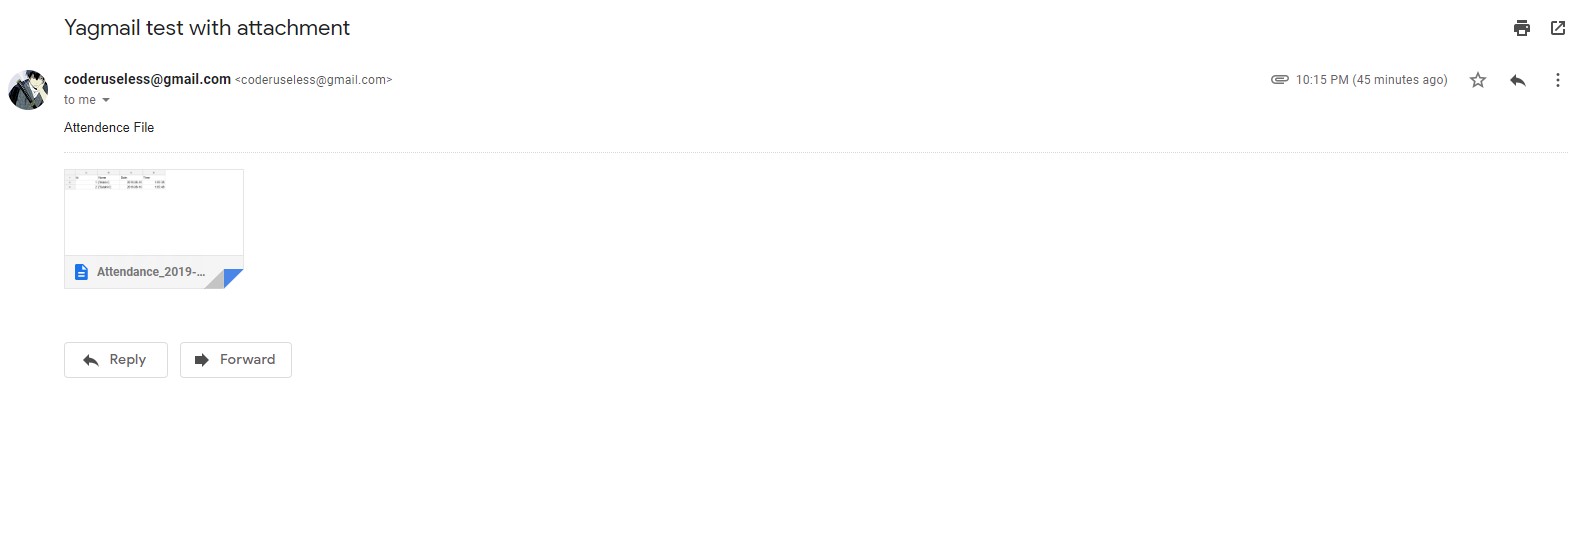 Yagmail test with attachment
coderuseless@gmail.com <coderuseless@gmail.com>
10:15 PM (45 minutes ago)
to me
Attendence File
Attendance_2019-...
Reply
Forward